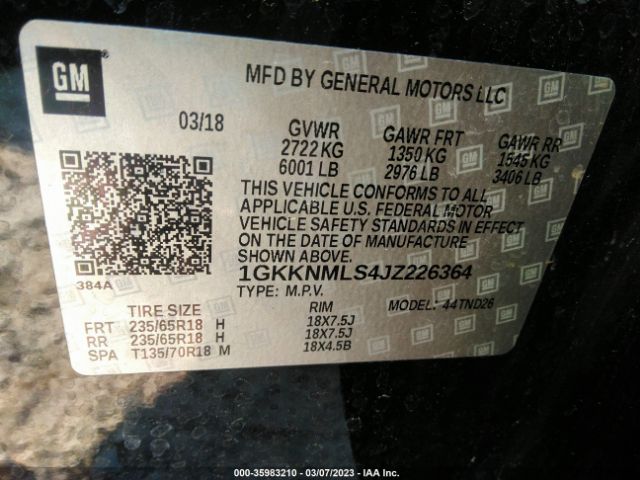 GM
MFD BY GENERAL MOTORS LLC
03/18 GVWR GAWR FRT GAWR RR
2722 KG 1350 KG 1545 KG
6001 LB 2976 LB 3406 LB
THIS VEHICLE CONFORMS TO ALL
APPLICABLE U.S. FEDERAL MOTOR
VEHICLE SAFETY STANDARDS IN EFFECT
ON THE DATE OF MANUFACTURE
SHOWN ABOVE.
384A
1GKKNMLS4JZ226364
TYPE: M.P.V. MODEL: 44TND26
TIRE SIZE RIM
FRT 235/65R18 H 18X7.5J
RR 235/65R18 H 18X7.5J
SPA T135/70R18 M 18X4.5B
000-35983210 - 03/07/2023 - IAA Inc.